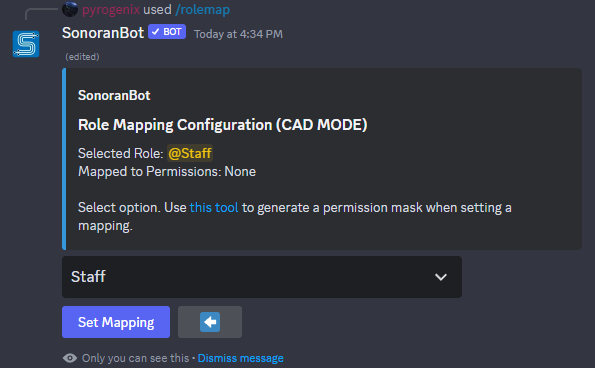 pyrogenix used /rolemap
SonoranBot ✓ BOT Today at 4:34 PM
(edited)
SonoranBot
Role Mapping Configuration (CAD MODE)
Selected Role: @Staff
Mapped to Permissions: None
Select option. Use this tool to generate a permission mask when setting a
mapping.
Staff
Set Mapping
Only you can see this • Dismiss message